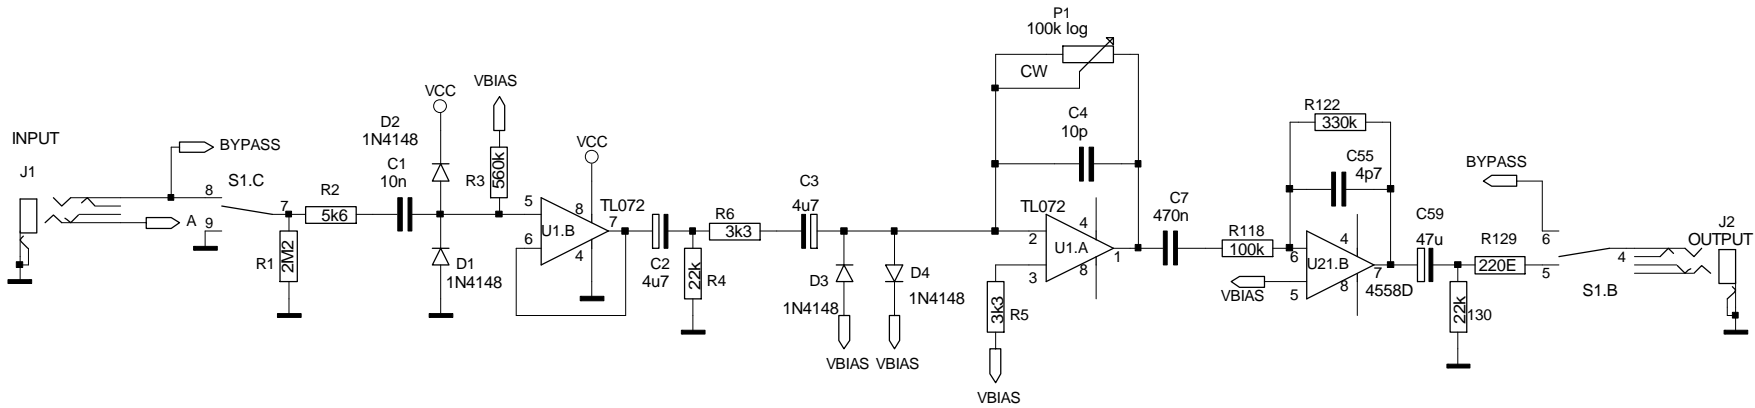 INPUT
J1
BYPASS
A
8
S1.C
7
9
R1
2M2
R2
5k6
C1
10n
D2
1N4148
VCC
D1
1N4148
VBIAS
R3
560k
5
6
U1.B
8
4
7
VCC
TL072
C2
4u7
R4
22k
R6
3k3
C3
4u7
D3
1N4148
VBIAS
D4
1N4148
VBIAS
P1
100k log
CW
C4
10p
TL072
2
3
U1.A
4
8
1
R5
3k3
VBIAS
C7
470n
R118
100k
VBIAS
R122
330k
C55
4p7
6
5
U21.B
4
8
7
4558D
C59
47u
22k
130
R129
220E
BYPASS
6
5
4
S1.B
J2
OUTPUT